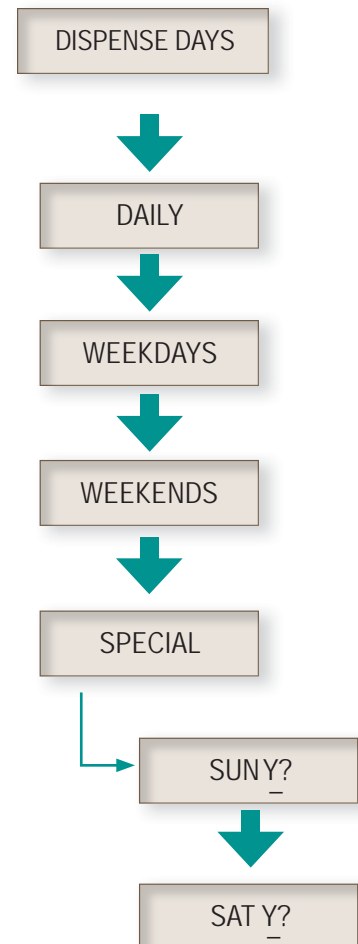 DISPENSE DAYS
DAILY
WEEKDAYS
WEEKENDS
SPECIAL
SUN Y?
SAT Y?